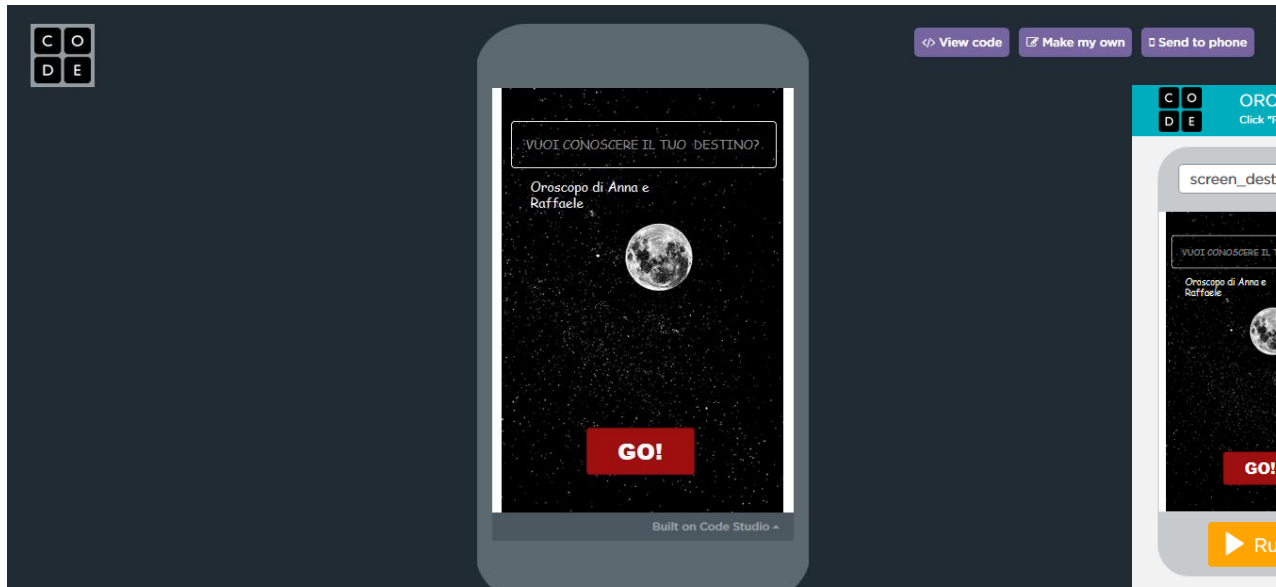 C O
D E
</> View code
Make my own
Send to phone
VUOI CONOSCERE IL TUO DESTINO?
Oroscopo di Anna e
Raffaele
GO!
Built on Code Studio
C O
D E
ORO
Click "R
screen_dest
VUOI CONOSCERE IL T
Oroscopo di Anna e
Raffaele
GO!
Ru